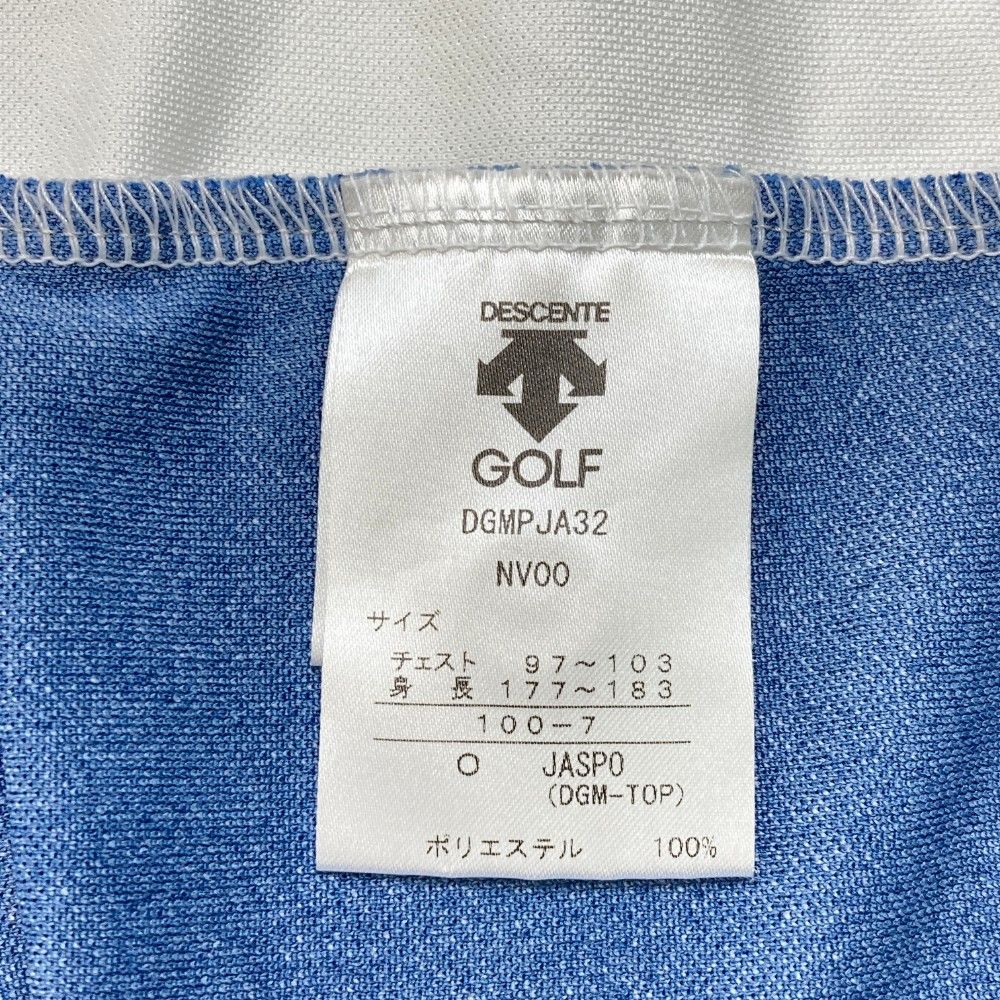 DESCENTE
GOLF
DGMPJA32
NV00
サイズ
チェスト 97～103
身長 177～183
100-7
O JASPO
(DGM-TOP)
ポリエステル 100%